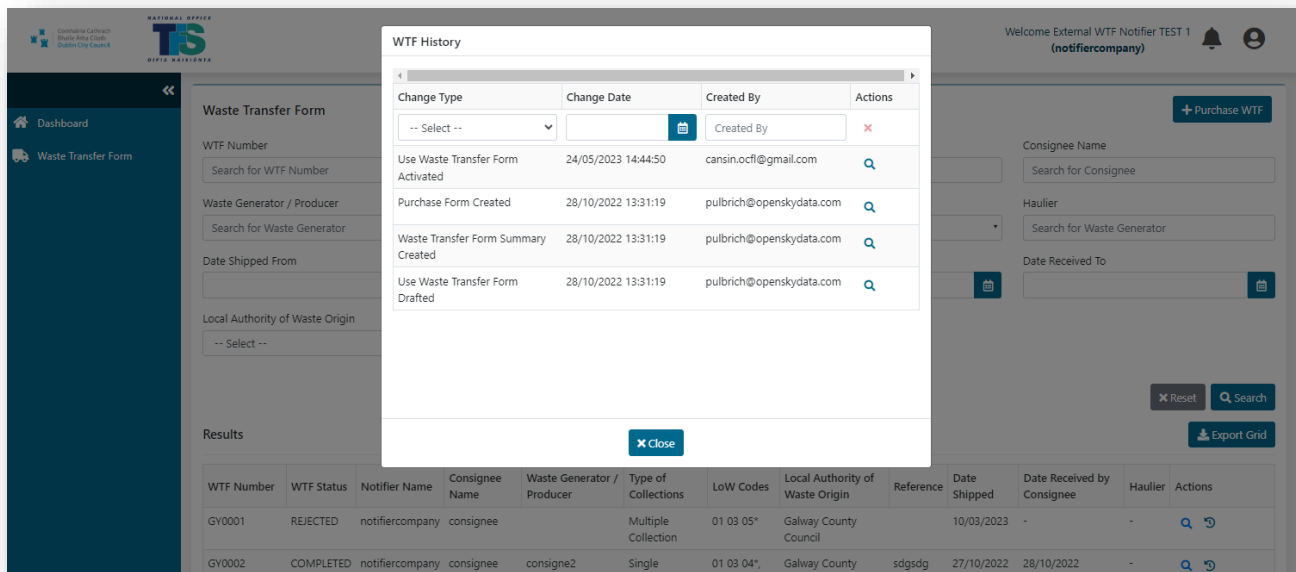 Comhairle Cathrach
Bhaile Átha Cliath
Dublin City Council
NATIONAL OFFICE
TFS
OIFIG NÁISIÚNTA
Welcome External WTF Notifier TEST 1
(notifiercompany)
Dashboard
Waste Transfer Form
WTF History
Change Type Change Date Created By Actions
-- Select -- Created By
Use Waste Transfer Form 24/05/2023 14:44:50 cansin.ocfl@gmail.com
Activated
Purchase Form Created 28/10/2022 13:31:19 pulbrich@openskydata.com
Waste Transfer Form Summary 28/10/2022 13:31:19 pulbrich@openskydata.com
Created
Use Waste Transfer Form 28/10/2022 13:31:19 pulbrich@openskydata.com
Drafted
Close
Waste Transfer Form
Purchase WTF
WTF Number Consignee Name
Search for WTF Number Search for Consignee
Waste Generator / Producer Haulier
Search for Waste Generator Search for Waste Generator
Date Shipped From Date Received To
Local Authority of Waste Origin
-- Select --
Reset Search
Results Export Grid
WTF Number WTF Status Notifier Name Consignee Name Waste Generator / Producer Type of Collections LoW Codes Local Authority of Waste Origin Reference Date Shipped Date Received by Consignee Haulier Actions
GY0001 REJECTED notifiercompany consignee Multiple Collection 01 03 05* Galway County Council 10/03/2023 - -
GY0002 COMPLETED notifiercompany consignee consigne2 Single 01 03 04*, Galway County sdgsdg 27/10/2022 28/10/2022 -